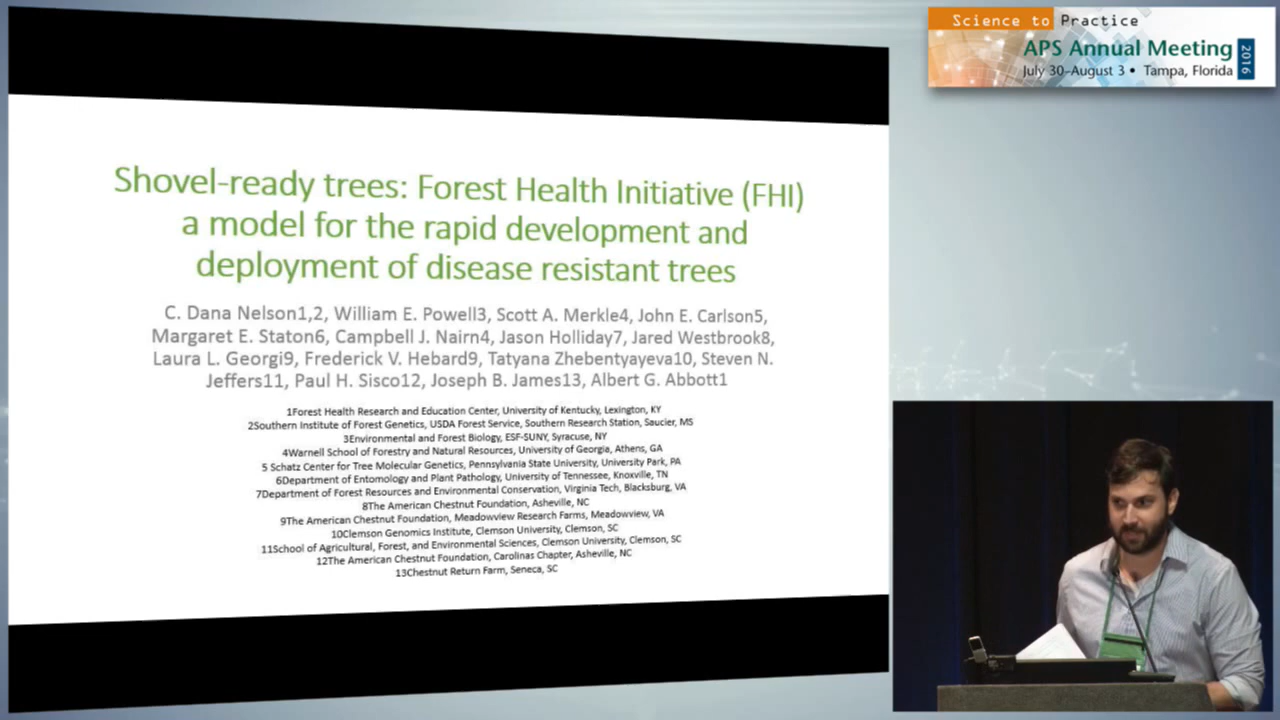 Science to Practice
APS Annual Meeting
2016
July 30-August 3 • Tampa, Florida
Shovel-ready trees: Forest Health Initiative (FHI)
a model for the rapid development and
deployment of disease resistant trees
C. Dana Nelson1,2, William E. Powell3, Scott A. Merkle4, John E. Carlson5,
Margaret E. Staton6, Campbell J. Nairn4, Jason Holliday7, Jared Westbrook8,
Laura L. Georgi9, Frederick V. Hebard9, Tatyana Zhebentyayeva10, Steven N.
Jeffers11, Paul H. Sisco12, Joseph B. James13, Albert G. Abbott1
1Forest Health Research and Education Center, University of Kentucky, Lexington, KY
2Southern Institute of Forest Genetics, USDA Forest Service, Southern Research Station, Saucier, MS
3Environmental and Forest Biology, ESF-SUNY, Syracuse, NY
4Warnell School of Forestry and Natural Resources, University of Georgia, Athens, GA
5 Schatz Center for Tree Molecular Genetics, Pennsylvania State University, University Park, PA
6Department of Entomology and Plant Pathology, University of Tennessee, Knoxville, TN
7Department of Forest Resources and Environmental Conservation, Virginia Tech, Blacksburg, VA
8The American Chestnut Foundation, Asheville, NC
9The American Chestnut Foundation, Meadowview Research Farms, Meadowview, VA
10Clemson Genomics Institute, Clemson University, Clemson, SC
11School of Agricultural, Forest, and Environmental Sciences, Clemson University, Clemson, SC
12The American Chestnut Foundation, Carolinas Chapter, Asheville, NC
13Chestnut Return Farm, Seneca, SC